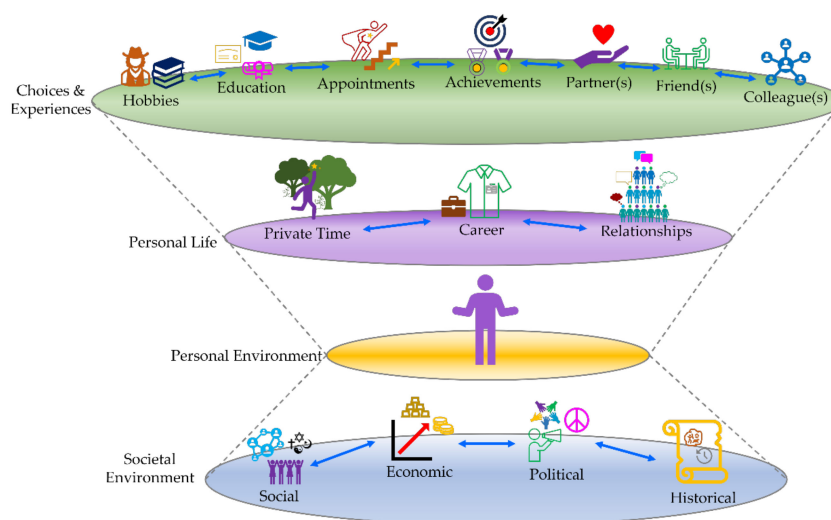 Choices &
Experiences
Hobbies
Education
Appointments
Achievements
Partner(s)
Friend(s)
Colleague(s)
Personal Life
Private Time
Career
Relationships
Personal Environment
Societal
Environment
Social
Economic
Political
Historical